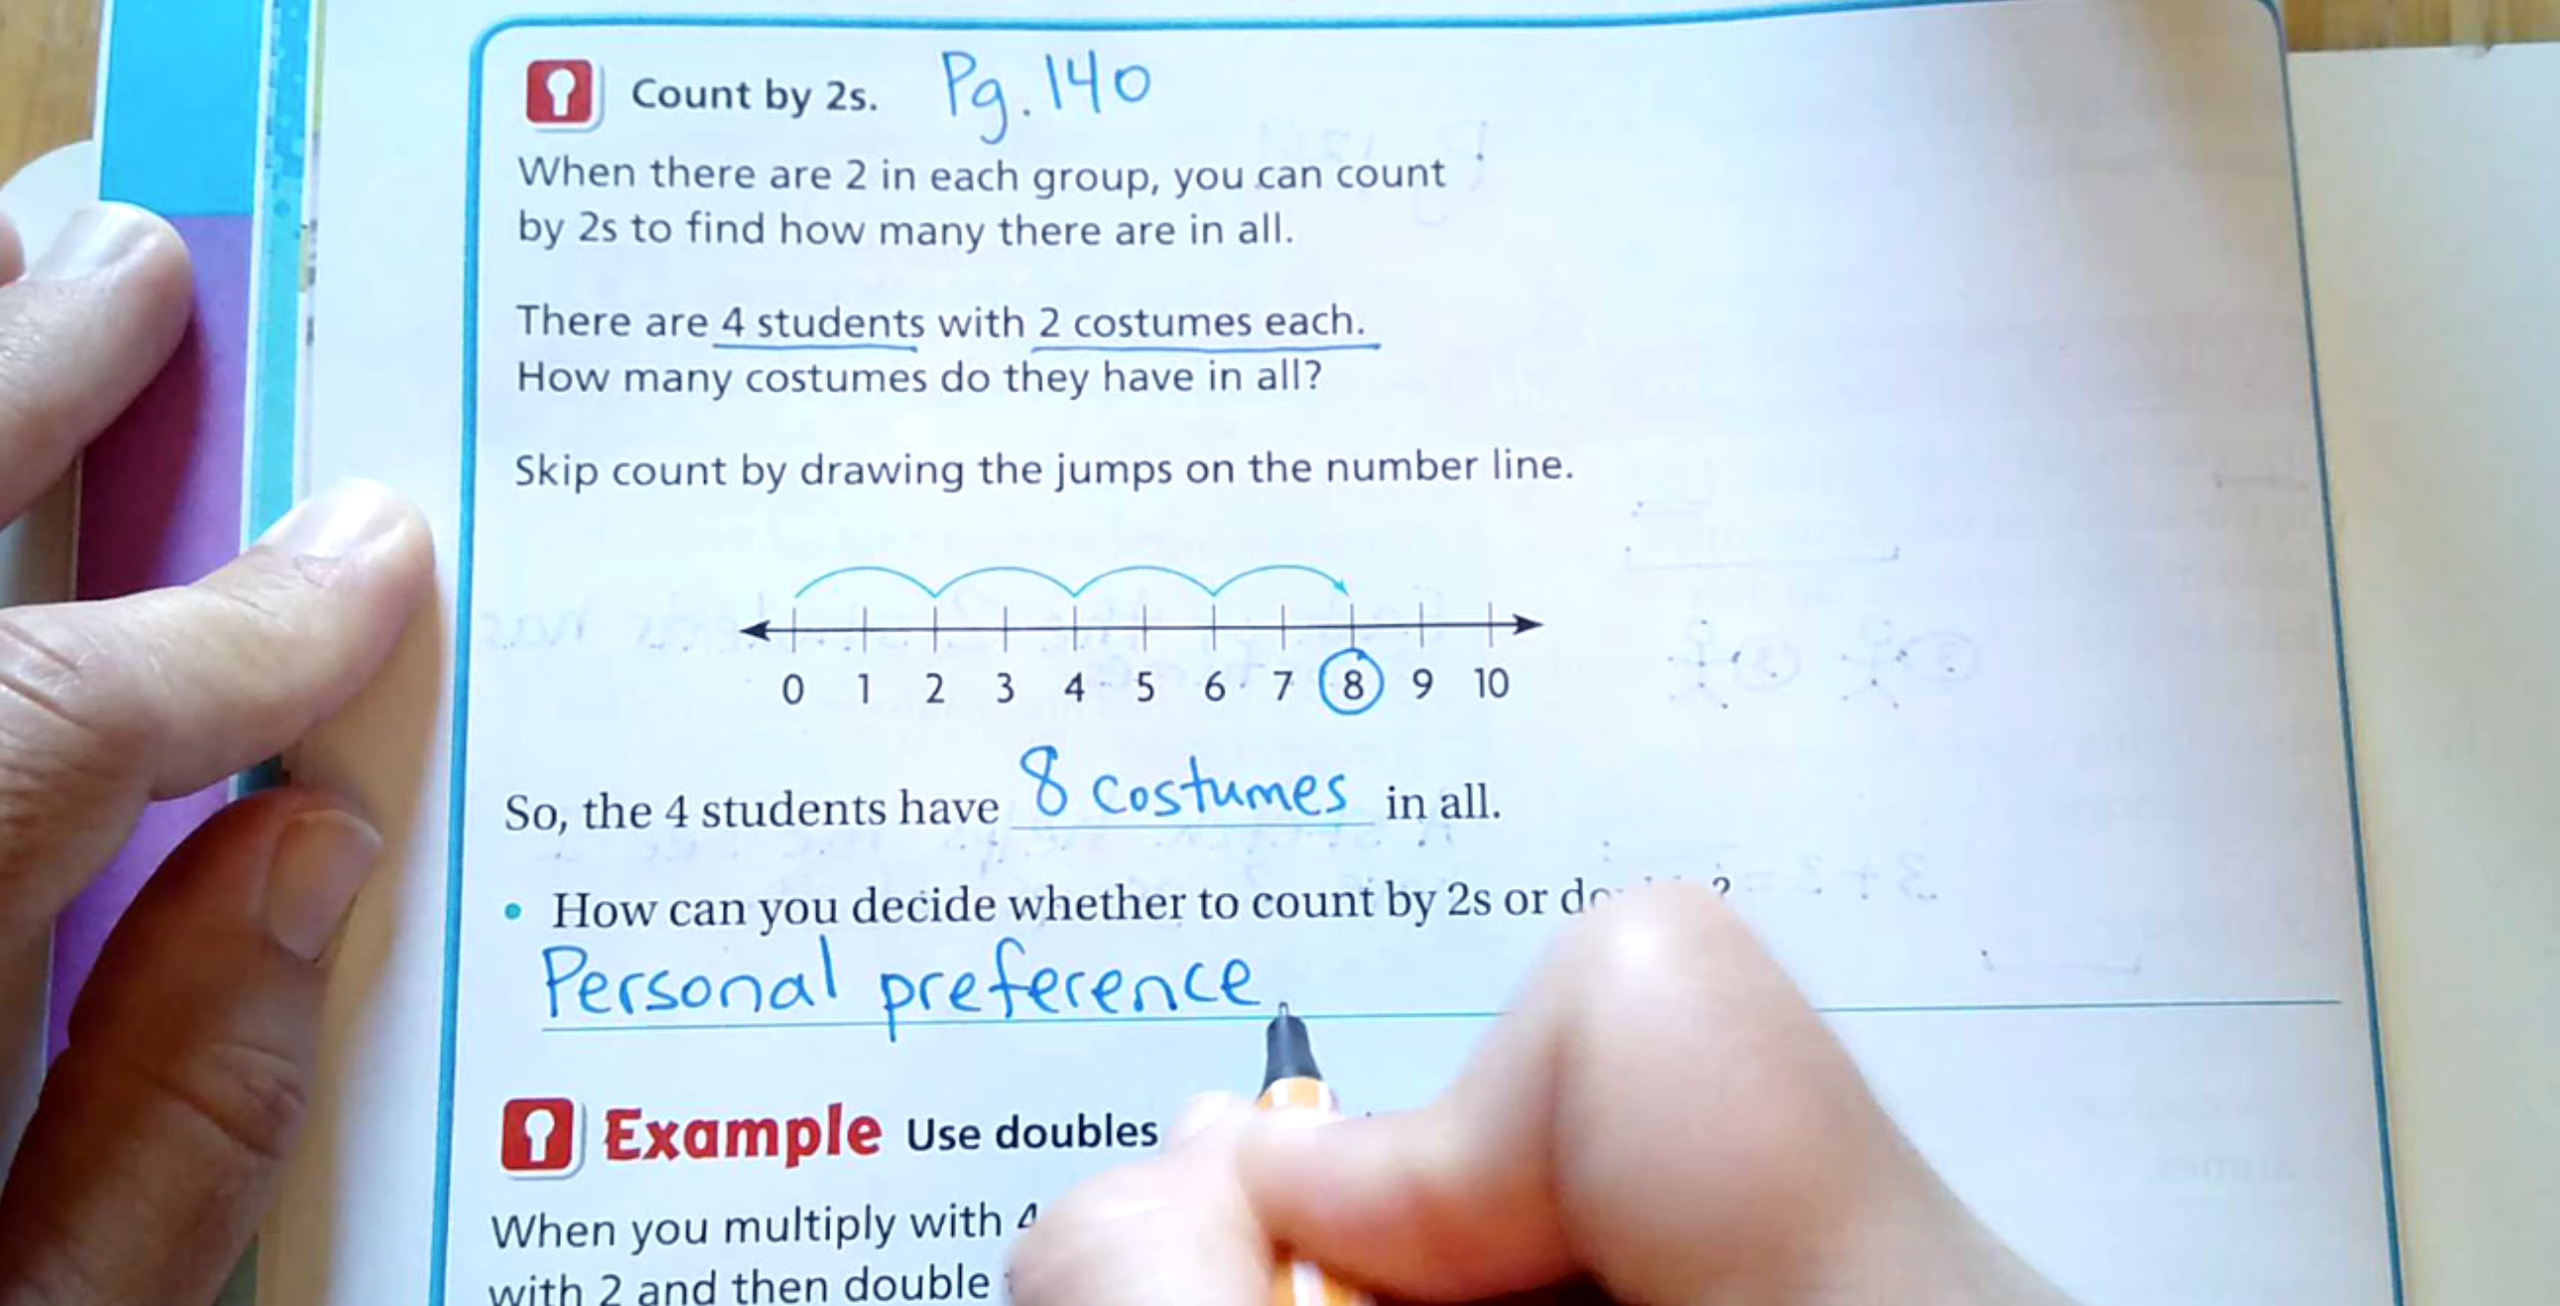 Count by 2s. Pg. 140
When there are 2 in each group, you can count
by 2s to find how many there are in all.
There are 4 students with 2 costumes each.
How many costumes do they have in all?
Skip count by drawing the jumps on the number line.
0 1 2 3 4 5 6 7 8 9 10
So, the 4 students have 8 costumes in all.
• How can you decide whether to count by 2s or ?
Personal preference.
Example Use doubles
When you multiply with 4
with 2 and then double